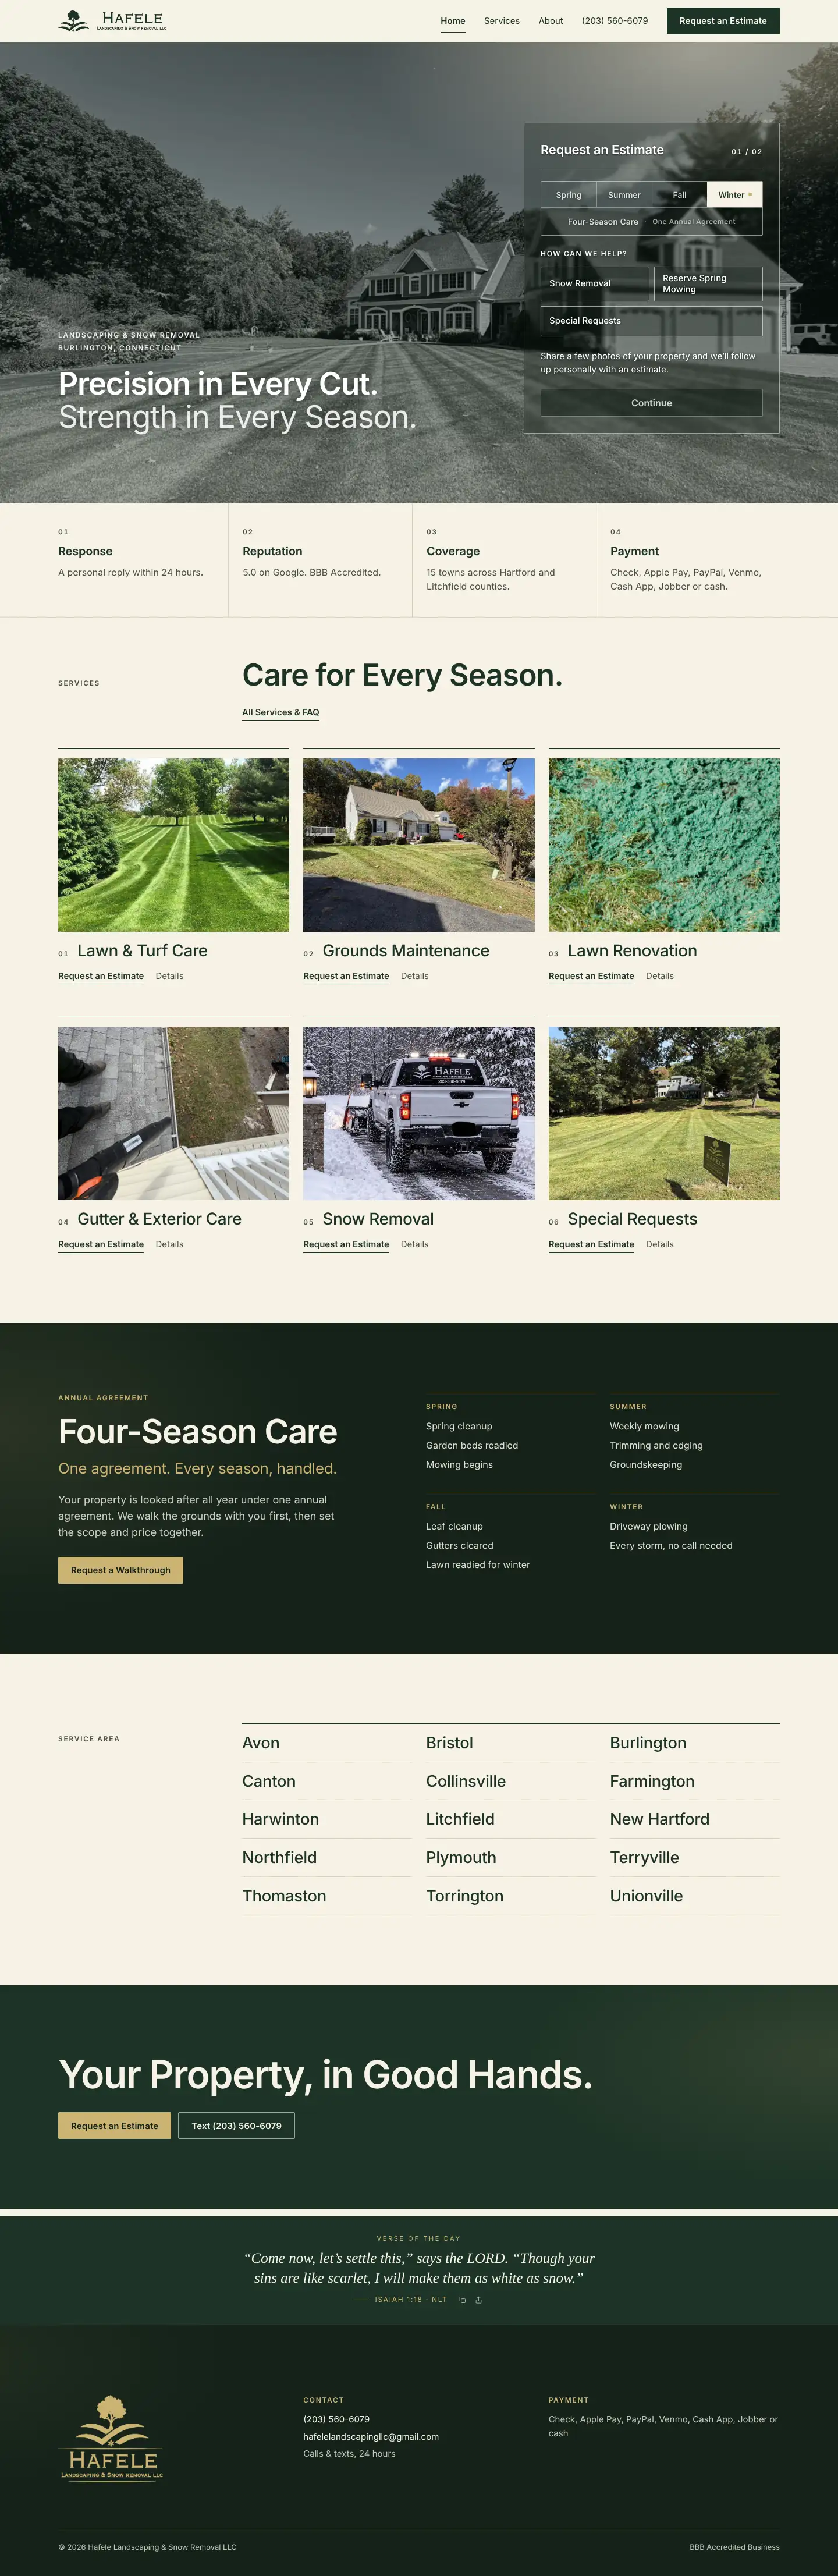 HAFELE
LANDSCAPING & SNOW REMOVAL LLC
Home
Services
About
(203) 560-6079
Request an Estimate
Request an Estimate
01 / 02
Spring
Summer
Fall
Winter
Four-Season Care · One Annual Agreement
HOW CAN WE HELP?
Snow Removal
Reserve Spring
Mowing
Special Requests
Share a few photos of your property and we'll follow
up personally with an estimate.
Continue
LANDSCAPING & SNOW REMOVAL
BURLINGTON, CONNECTICUT
Precision in Every Cut.
Strength in Every Season.
01
Response
A personal reply within 24 hours.
02
Reputation
5.0 on Google. BBB Accredited.
03
Coverage
15 towns across Hartford and
Litchfield counties.
04
Payment
Check, Apple Pay, PayPal, Venmo,
Cash App, Jobber or cash.
SERVICES
Care for Every Season.
All Services & FAQ
01 Lawn & Turf Care
Request an Estimate Details
02 Grounds Maintenance
Request an Estimate Details
03 Lawn Renovation
Request an Estimate Details
HAFELE
203-560-6079
04 Gutter & Exterior Care
Request an Estimate Details
05 Snow Removal
Request an Estimate Details
06 Special Requests
Request an Estimate Details
ANNUAL AGREEMENT
Four-Season Care
One agreement. Every season, handled.
Your property is looked after all year under one annual
agreement. We walk the grounds with you first, then set
the scope and price together.
Request a Walkthrough
SPRING
Spring cleanup
Garden beds readied
Mowing begins
SUMMER
Weekly mowing
Trimming and edging
Groundskeeping
FALL
Leaf cleanup
Gutters cleared
Lawn readied for winter
WINTER
Driveway plowing
Every storm, no call needed
SERVICE AREA
Avon
Bristol
Burlington
Canton
Collinsville
Farmington
Harwinton
Litchfield
New Hartford
Northfield
Plymouth
Terryville
Thomaston
Torrington
Unionville
Your Property, in Good Hands.
Request an Estimate
Text (203) 560-6079
VERSE OF THE DAY
“Come now, let’s settle this,” says the LORD. “Though your
sins are like scarlet, I will make them as white as snow.”
ISAIAH 1:18 · NLT
HAFELE
LANDSCAPING & SNOW REMOVAL LLC
CONTACT
(203) 560-6079
hafelelandscapingllc@gmail.com
Calls & texts, 24 hours
PAYMENT
Check, Apple Pay, PayPal, Venmo, Cash App, Jobber or
cash
© 2026 Hafele Landscaping & Snow Removal LLC
BBB Accredited Business